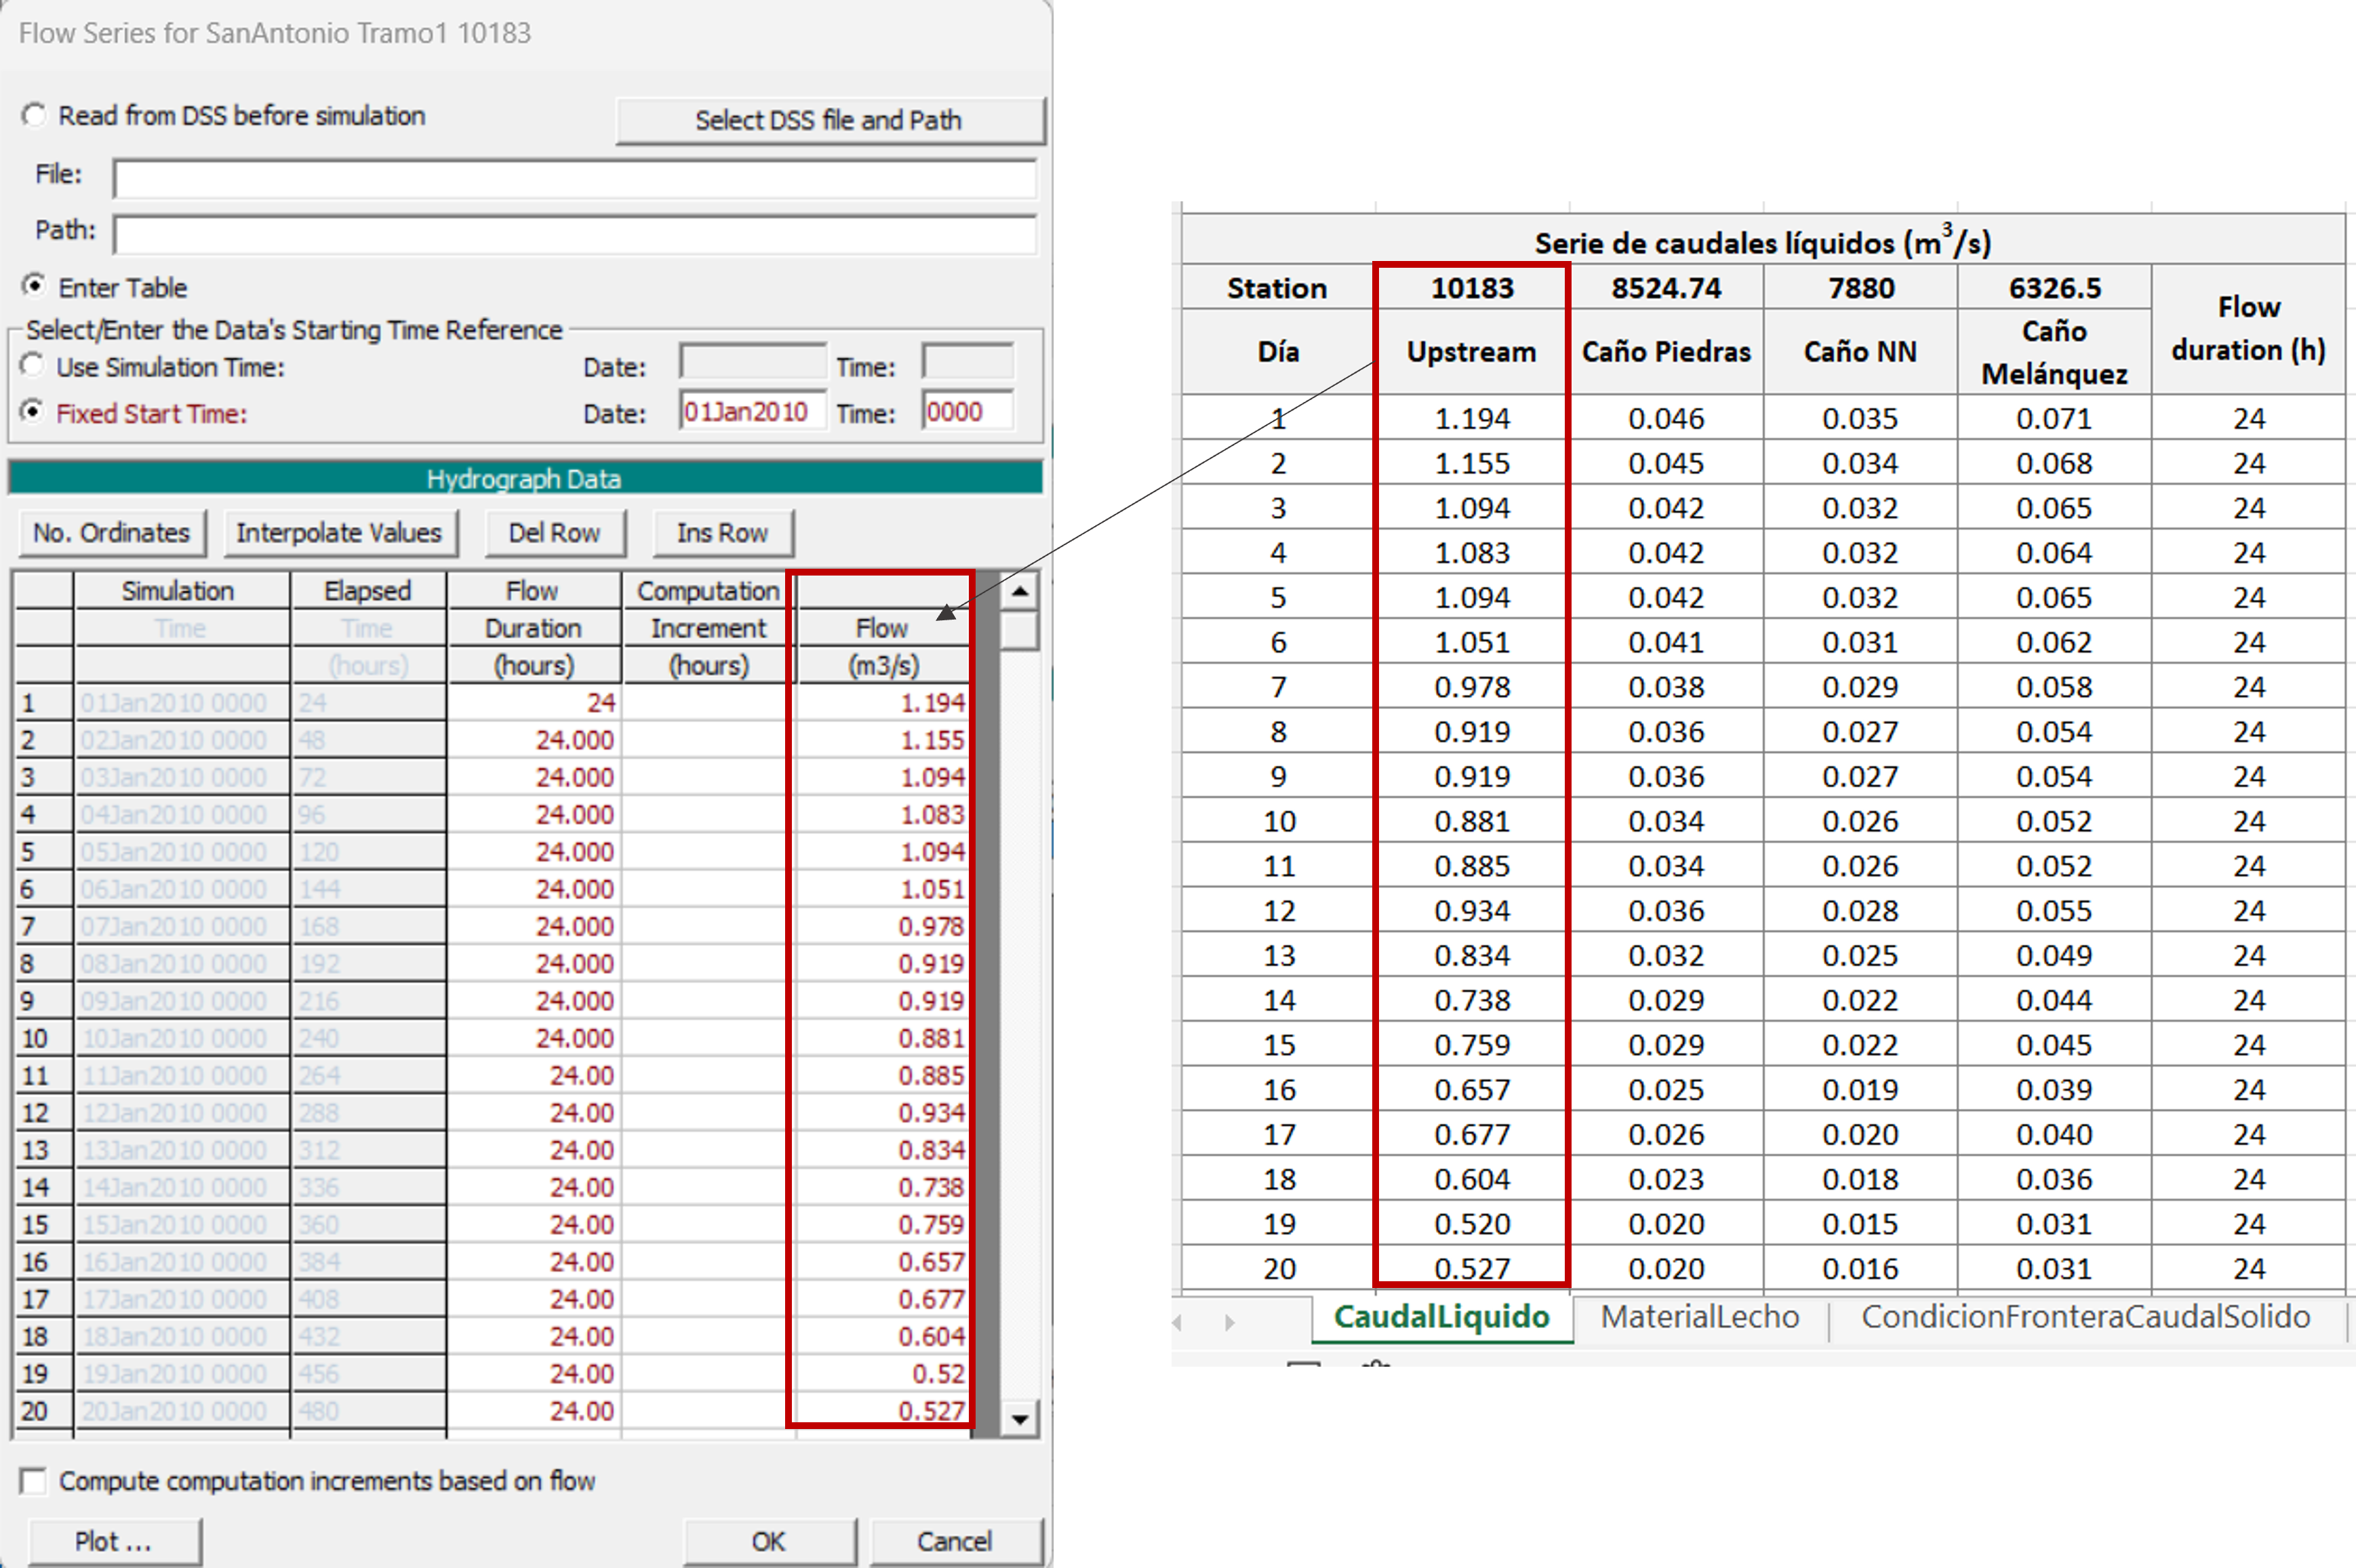 Flow Series for SanAntonio Tramo1 10183
Read from DSS before simulation
Select DSS file and Path
File:
Path:
Enter Table
Select/Enter the Data's Starting Time Reference
Use Simulation Time: Date: Time:
Fixed Start Time: Date: 01Jan2010 Time: 0000
Hydrograph Data
No. Ordinates Interpolate Values Del Row Ins Row
Simulation Elapsed Flow Computation
Time Time Duration Increment Flow
(hours) (hours) (hours) (m3/s)
1 01Jan2010 0000 24 24 1.194
2 02Jan2010 0000 48 24.000 1.155
3 03Jan2010 0000 72 24.000 1.094
4 04Jan2010 0000 96 24.000 1.083
5 05Jan2010 0000 120 24.000 1.094
6 06Jan2010 0000 144 24.000 1.051
7 07Jan2010 0000 168 24.000 0.978
8 08Jan2010 0000 192 24.000 0.919
9 09Jan2010 0000 216 24.000 0.919
10 10Jan2010 0000 240 24.000 0.881
11 11Jan2010 0000 264 24.00 0.885
12 12Jan2010 0000 288 24.00 0.934
13 13Jan2010 0000 312 24.00 0.834
14 14Jan2010 0000 336 24.00 0.738
15 15Jan2010 0000 360 24.00 0.759
16 16Jan2010 0000 384 24.00 0.657
17 17Jan2010 0000 408 24.00 0.677
18 18Jan2010 0000 432 24.00 0.604
19 19Jan2010 0000 456 24.00 0.52
20 20Jan2010 0000 480 24.00 0.527
Compute computation increments based on flow
Plot ... OK Cancel
Serie de caudales líquidos (m³/s)
Station 10183 8524.74 7880 6326.5 Flow duration (h)
Día Upstream Caño Piedras Caño NN Caño Melánquez
1 1.194 0.046 0.035 0.071 24
2 1.155 0.045 0.034 0.068 24
3 1.094 0.042 0.032 0.065 24
4 1.083 0.042 0.032 0.064 24
5 1.094 0.042 0.032 0.065 24
6 1.051 0.041 0.031 0.062 24
7 0.978 0.038 0.029 0.058 24
8 0.919 0.036 0.027 0.054 24
9 0.919 0.036 0.027 0.054 24
10 0.881 0.034 0.026 0.052 24
11 0.885 0.034 0.026 0.052 24
12 0.934 0.036 0.028 0.055 24
13 0.834 0.032 0.025 0.049 24
14 0.738 0.029 0.022 0.044 24
15 0.759 0.029 0.022 0.045 24
16 0.657 0.025 0.019 0.039 24
17 0.677 0.026 0.020 0.040 24
18 0.604 0.023 0.018 0.036 24
19 0.520 0.020 0.015 0.031 24
20 0.527 0.020 0.016 0.031 24
CaudalLiquido MaterialLecho CondicionFronteraCaudalSolido